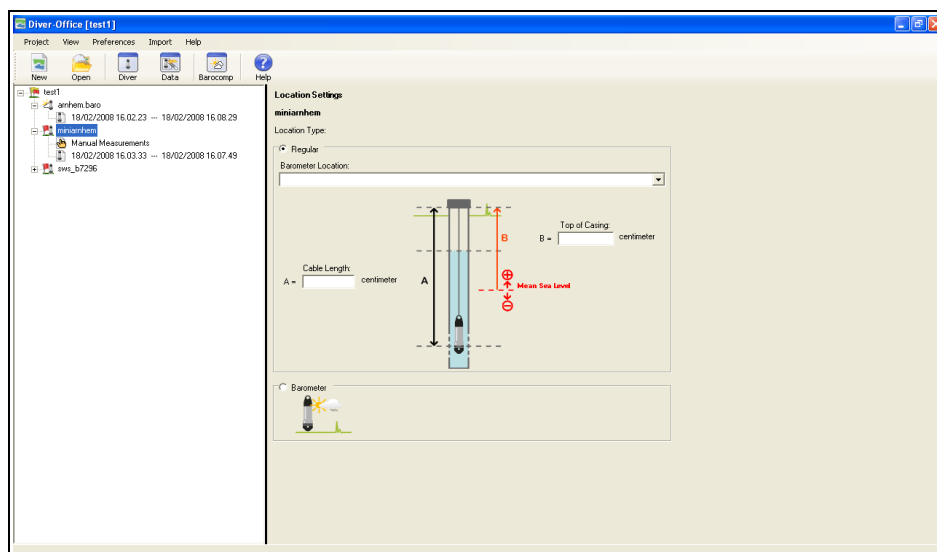 Diver-Office [test1]
Project View Preferences Import Help
New Open Diver Data Barocomp Help
test1
arnhem.baro
18/02/2008 16.02.23 --- 18/02/2008 16.08.29
miniarnhem
Manual Measurements
18/02/2008 16.03.33 --- 18/02/2008 16.07.49
sws_b7296
Location Settings
miniarnhem
Location Type:
Regular
Barometer Location:
Top of Casing:
B = centimeter
B
Cable Length:
A = centimeter
A
Mean Sea Level
Barometer